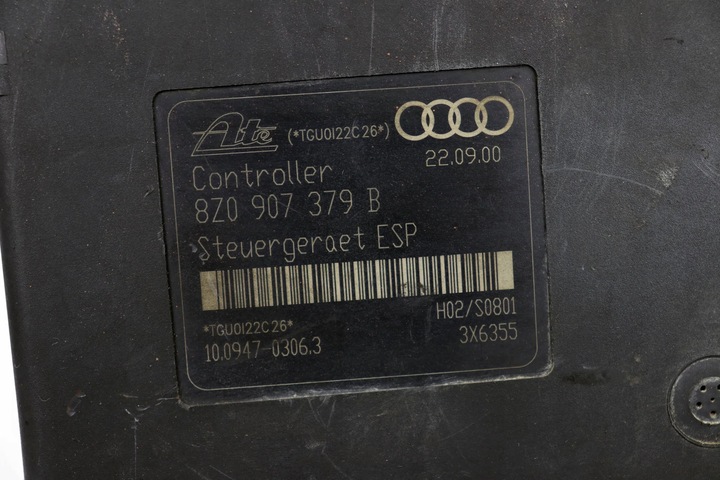 Ate (*TGU0122C26*)
22.09.00
Controller
8Z0 907 379 B
Steuergeraet ESP
H02/S0801
*TGU0122C26*
3X6355
10.0947-0306.3